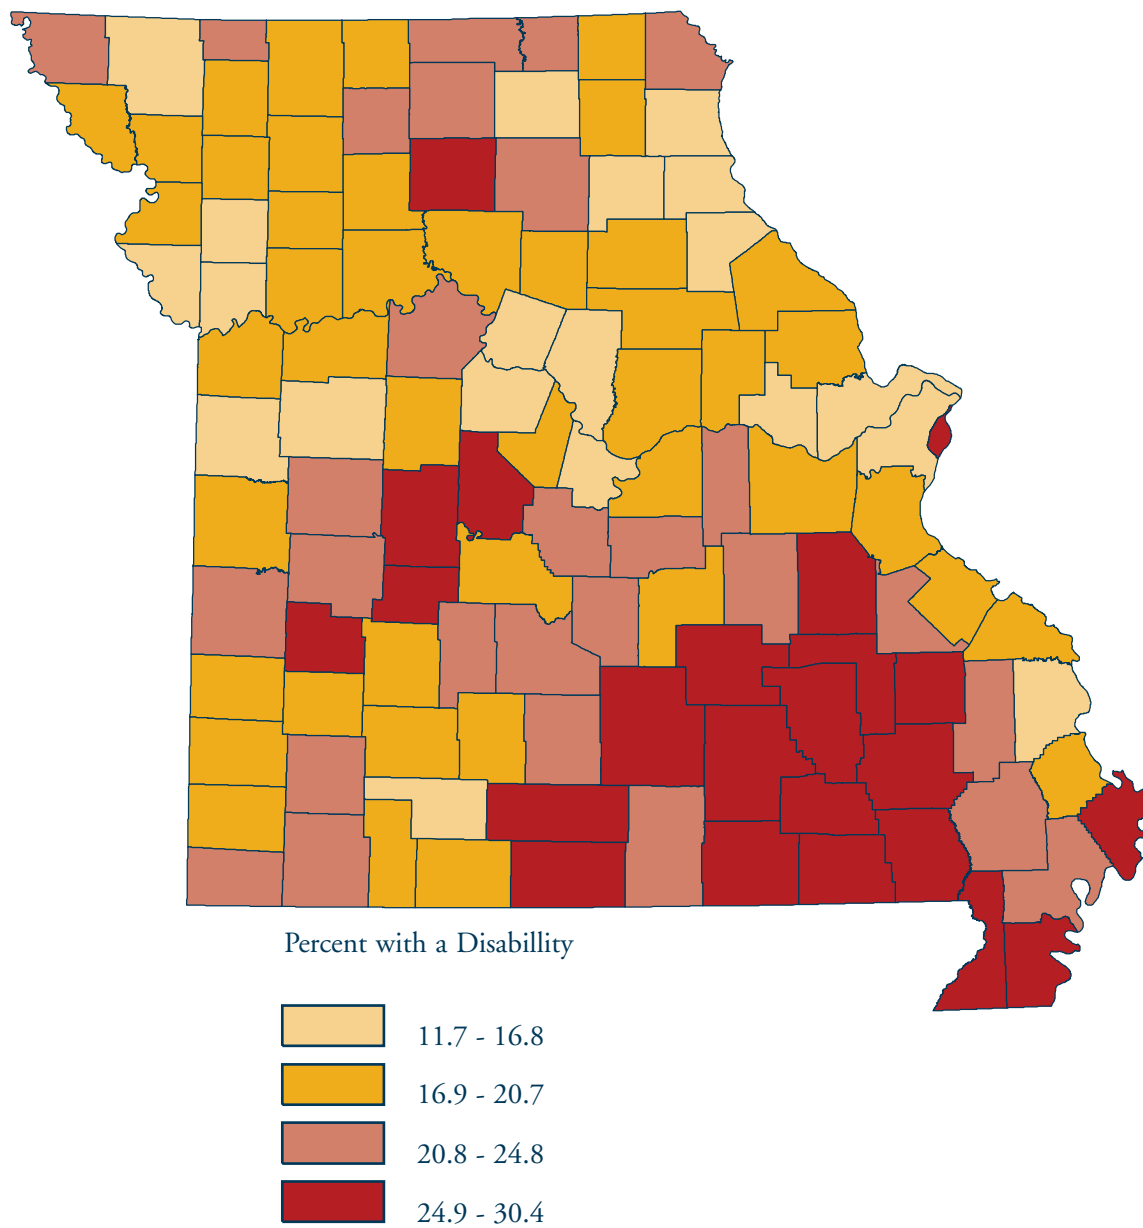 Percent with a Disabillity
11.7 - 16.8
16.9 - 20.7
20.8 - 24.8
24.9 - 30.4